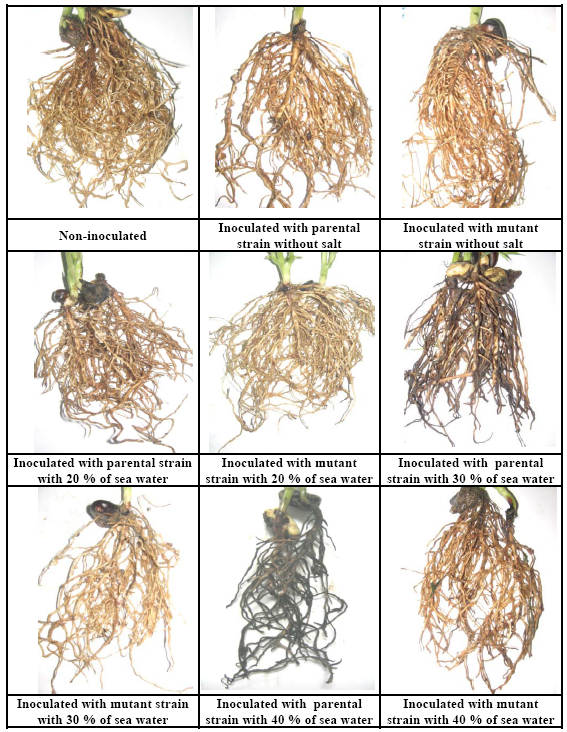 Non-inoculated
Inoculated with parental
strain without salt
Inoculated with mutant
strain without salt
Inoculated with parental strain
with 20 % of sea water
Inoculated with mutant
strain with 20 % of sea water
Inoculated with parental
strain with 30 % of sea water
Inoculated with mutant strain
with 30 % of sea water
Inoculated with parental
strain with 40 % of sea water
Inoculated with mutant
strain with 40 % of sea water